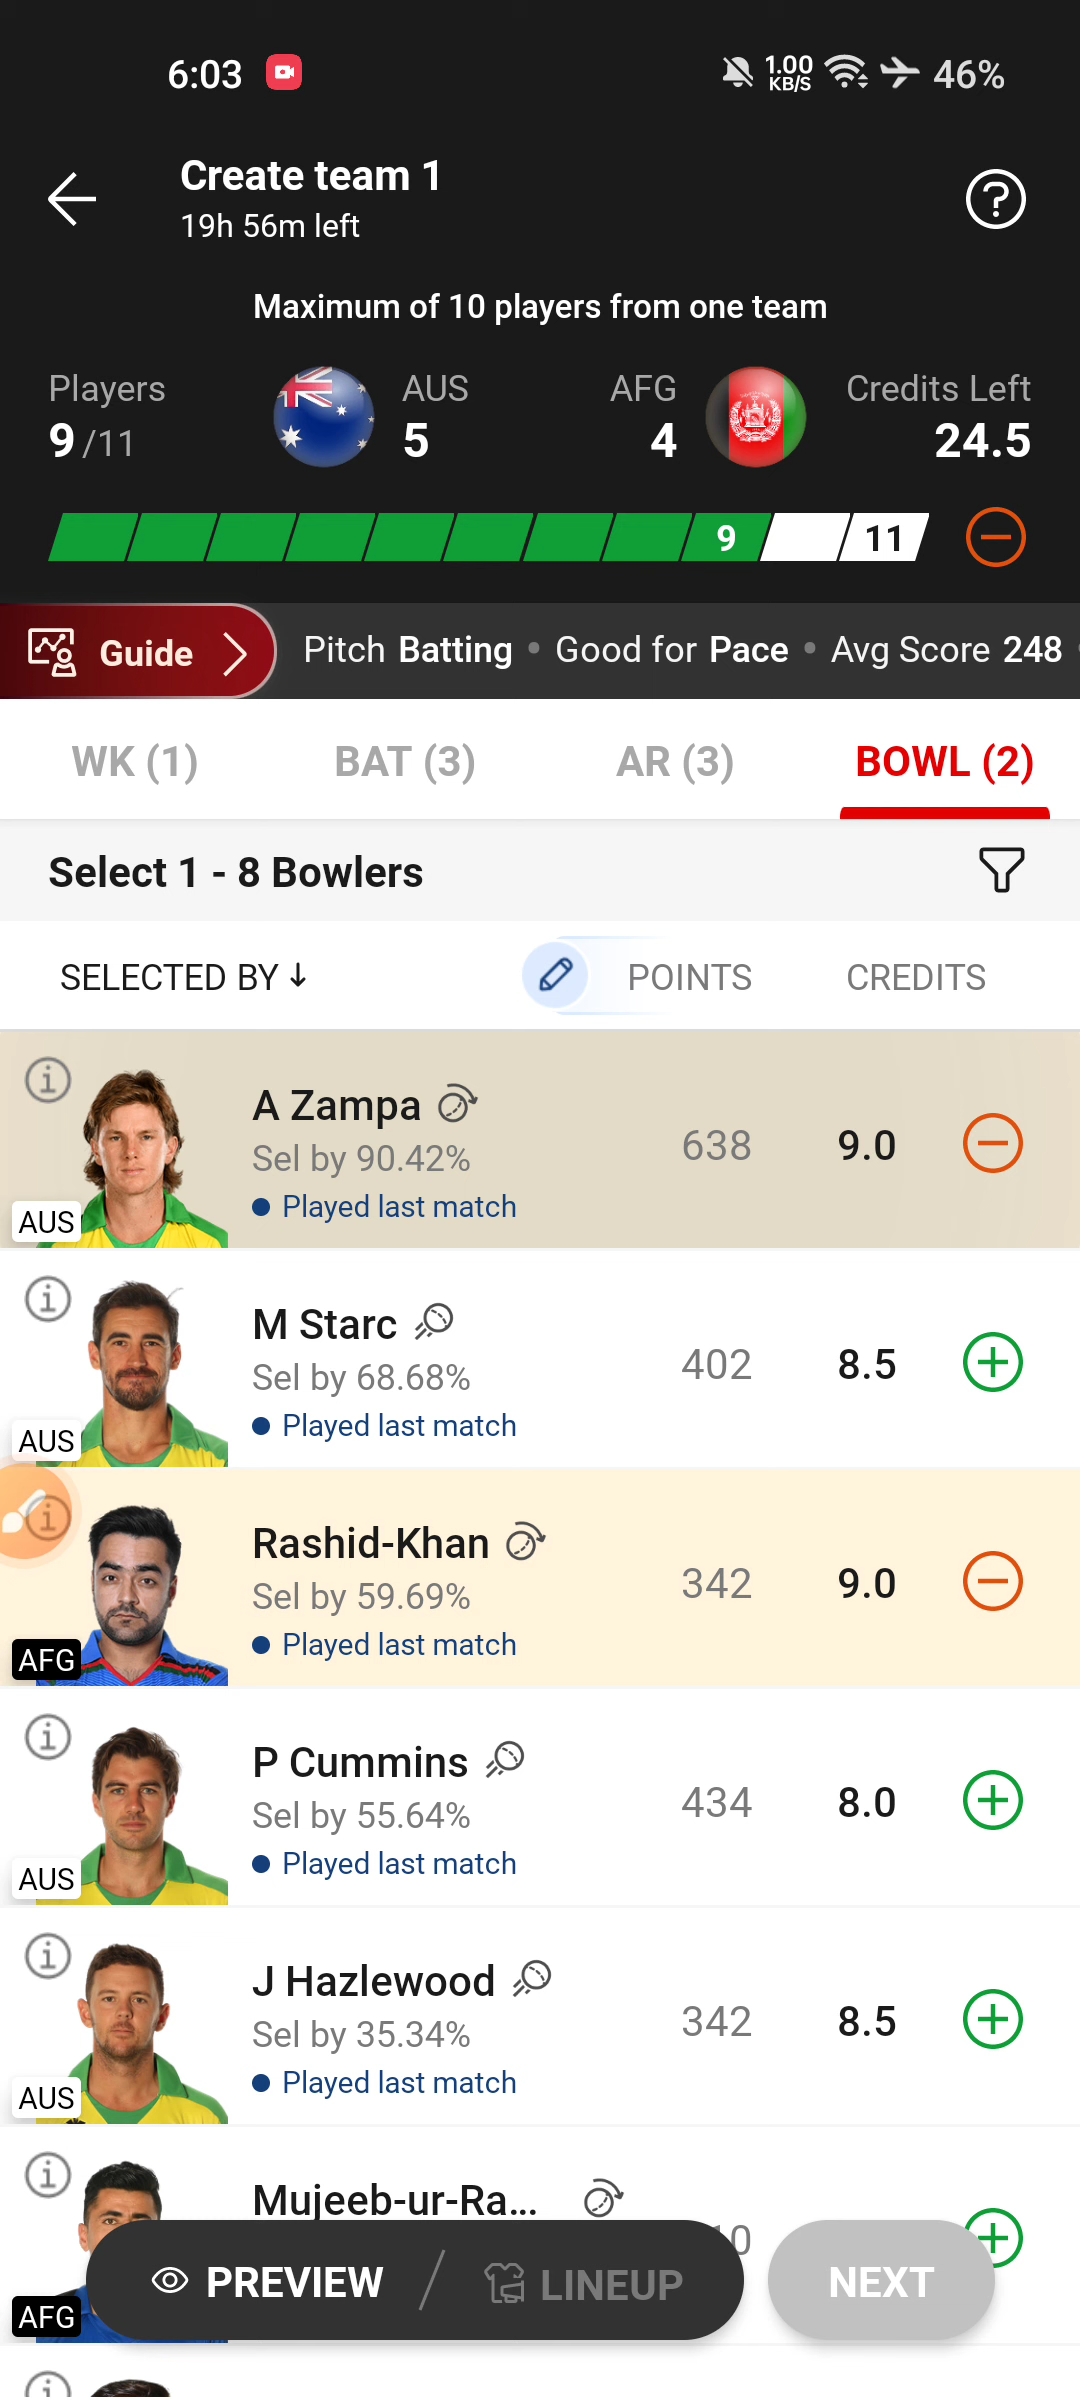 6:03
1.00
KB/S
46%
Create team 1
19h 56m left
Maximum of 10 players from one team
Players AUS AFG Credits Left
9/11 5 4 24.5
9 11
Guide Pitch Batting • Good for Pace • Avg Score 248
WK (1) BAT (3) AR (3) BOWL (2)
Select 1 - 8 Bowlers
SELECTED BY ↓ POINTS CREDITS
A Zampa
Sel by 90.42% 638 9.0
Played last match
AUS
M Starc
Sel by 68.68% 402 8.5
Played last match
AUS
Rashid-Khan
Sel by 59.69% 342 9.0
Played last match
AFG
P Cummins
Sel by 55.64% 434 8.0
Played last match
AUS
J Hazlewood
Sel by 35.34% 342 8.5
Played last match
AUS
Mujeeb-ur-Ra...
PREVIEW LINEUP NEXT
AFG